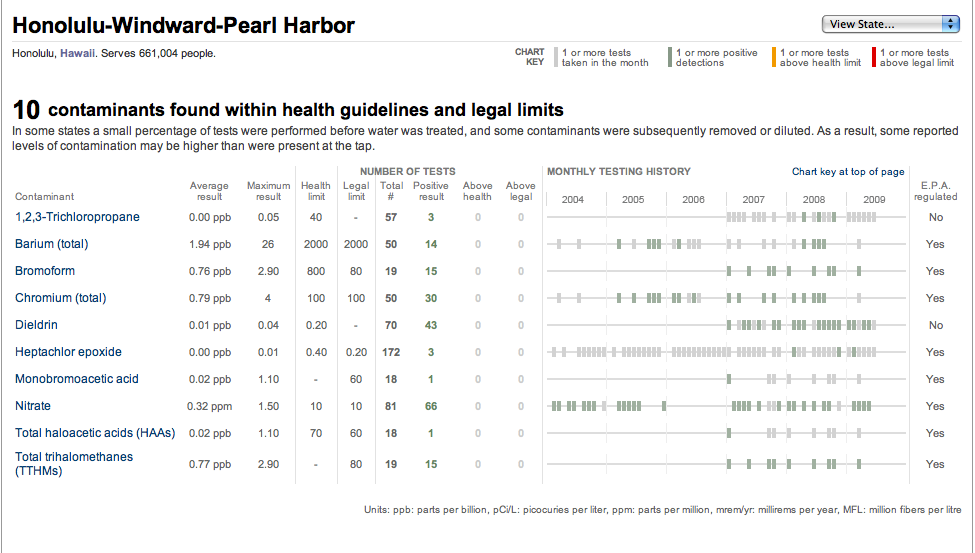 Honolulu-Windward-Pearl Harbor
View State...
Honolulu, Hawaii. Serves 661,004 people.
CHART KEY
1 or more tests taken in the month
1 or more positive detections
1 or more tests above health limit
1 or more tests above legal limit
10 contaminants found within health guidelines and legal limits
In some states a small percentage of tests were performed before water was treated, and some contaminants were subsequently removed or diluted. As a result, some reported
levels of contamination may be higher than were present at the tap.
NUMBER OF TESTS
MONTHLY TESTING HISTORY
Chart key at top of page
Contaminant Average result Maximum result Health limit Legal limit Total # Positive result Above health Above legal 2004 2005 2006 2007 2008 2009 E.P.A. regulated
1,2,3-Trichloropropane 0.00 ppb 0.05 40 - 57 3 0 0 No
Barium (total) 1.94 ppb 26 2000 2000 50 14 0 0 Yes
Bromoform 0.76 ppb 2.90 800 80 19 15 0 0 Yes
Chromium (total) 0.79 ppb 4 100 100 50 30 0 0 Yes
Dieldrin 0.01 ppb 0.04 0.20 - 70 43 0 0 No
Heptachlor epoxide 0.00 ppb 0.01 0.40 0.20 172 3 0 0 Yes
Monobromoacetic acid 0.02 ppb 1.10 - 60 18 1 0 0 Yes
Nitrate 0.32 ppm 1.50 10 10 81 66 0 0 Yes
Total haloacetic acids (HAAs) 0.02 ppb 1.10 70 60 18 1 0 0 Yes
Total trihalomethanes
(TTHMs) 0.77 ppb 2.90 - 80 19 15 0 0 Yes
Units: ppb: parts per billion, pCi/L: picocuries per liter, ppm: parts per million, mrem/yr: millirems per year, MFL: million fibers per litre